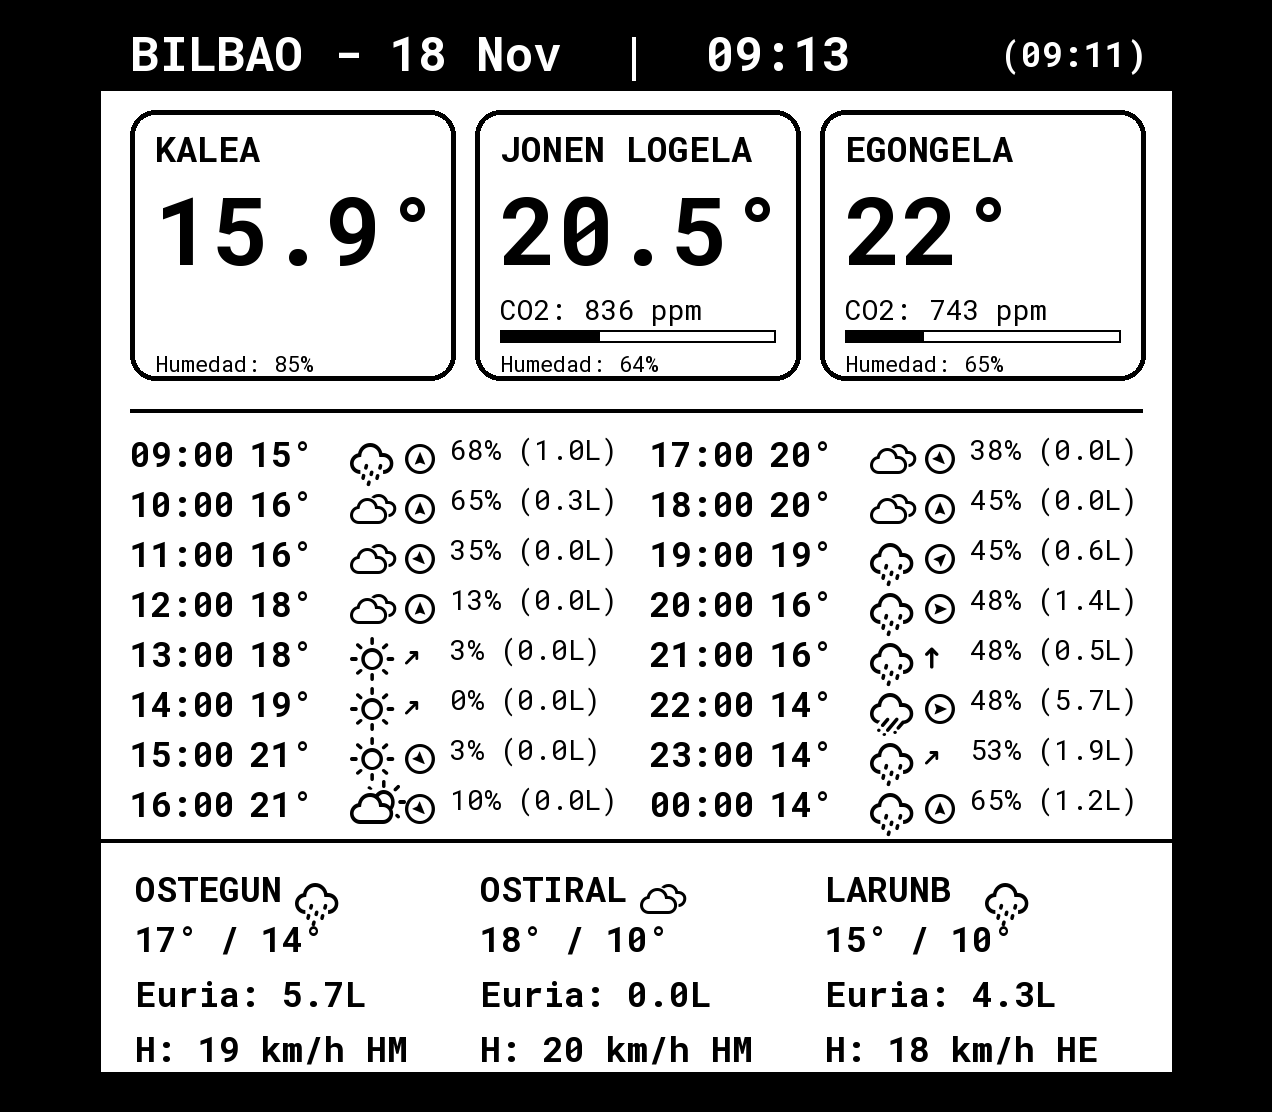 BILBAO - 18 Nov | 09:13 (09:11)
KALEA
15.9°
Humedad: 85%
JONEN LOGELA
20.5°
CO2: 836 ppm
Humedad: 64%
EGONGELA
22°
CO2: 743 ppm
Humedad: 65%
09:00 15° 68% (1.0L)
10:00 16° 65% (0.3L)
11:00 16° 35% (0.0L)
12:00 18° 13% (0.0L)
13:00 18° 3% (0.0L)
14:00 19° 0% (0.0L)
15:00 21° 3% (0.0L)
16:00 21° 10% (0.0L)
17:00 20° 38% (0.0L)
18:00 20° 45% (0.0L)
19:00 19° 45% (0.6L)
20:00 16° 48% (1.4L)
21:00 16° 48% (0.5L)
22:00 14° 48% (5.7L)
23:00 14° 53% (1.9L)
00:00 14° 65% (1.2L)
OSTEGUN
17° / 14°
Euria: 5.7L
H: 19 km/h HM
OSTIRAL
18° / 10°
Euria: 0.0L
H: 20 km/h HM
LARUNB
15° / 10°
Euria: 4.3L
H: 18 km/h HE